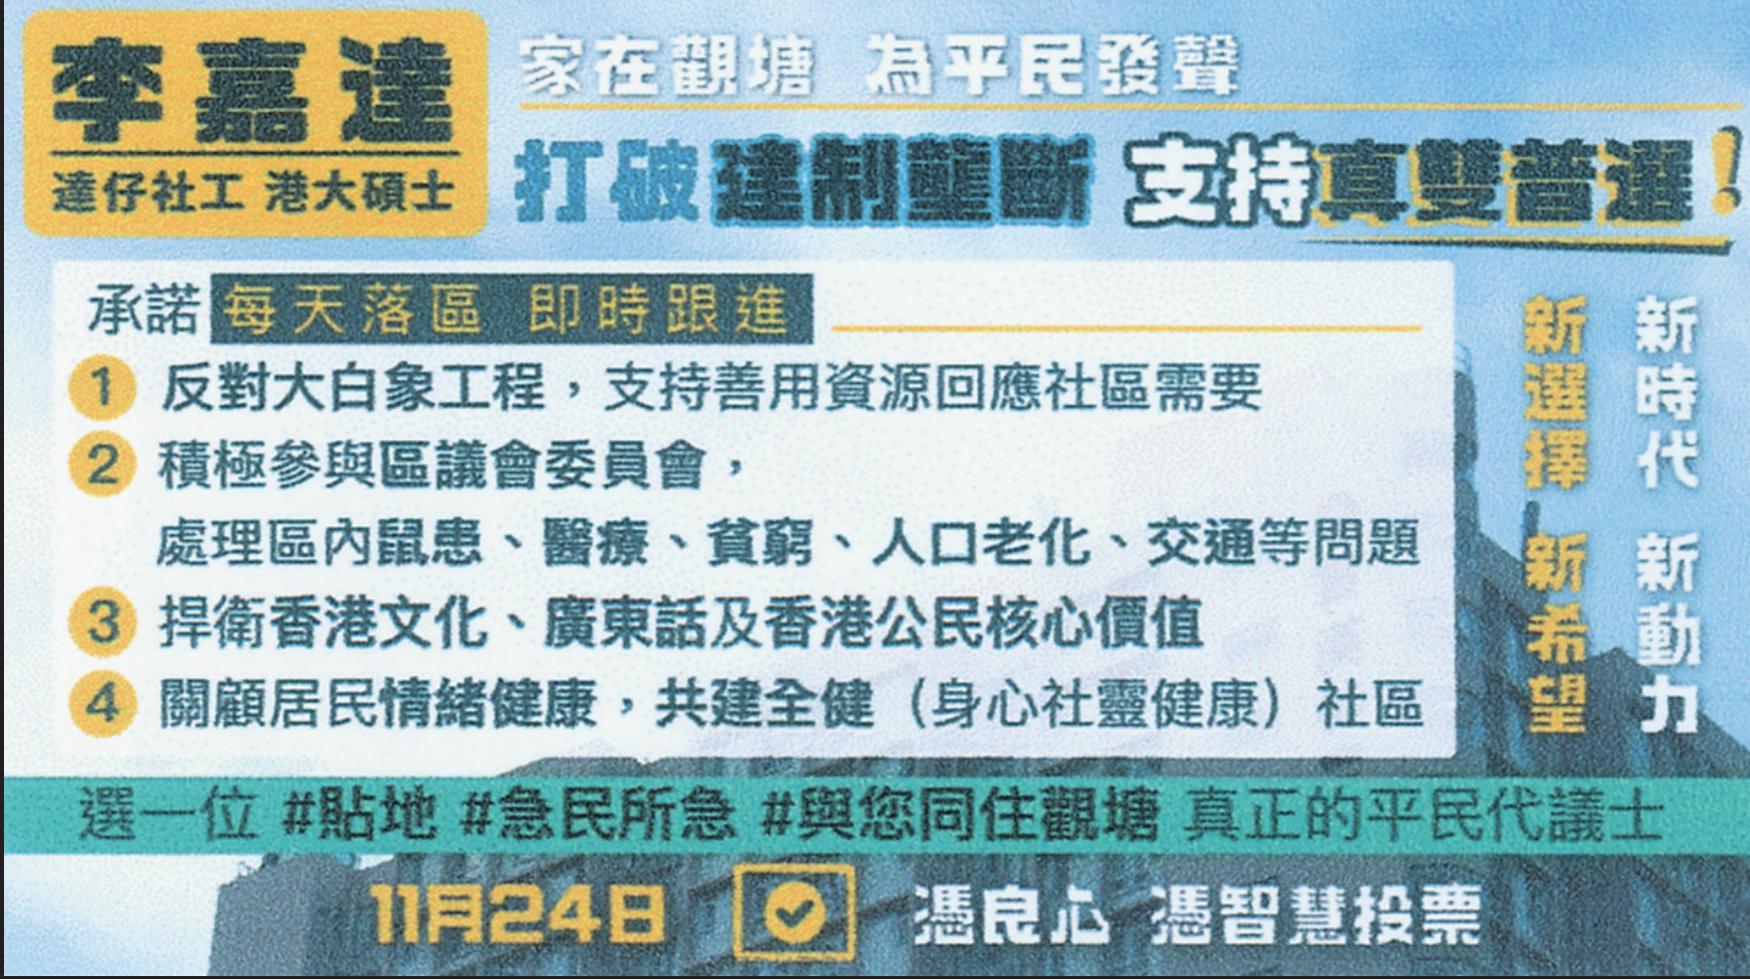 李嘉達
達仔社工 港大碩士
家在觀塘 為平民發聲
打破建制壟斷 支持真雙普選!
承諾 每天落區 即時跟進
1 反對大白象工程，支持善用資源回應社區需要
2 積極參與區議會委員會，
處理區內鼠患、醫療、貧窮、人口老化、交通等問題
3 捍衛香港文化、廣東話及香港公民核心價值
4 關顧居民情緒健康，共建全健（身心社靈健康）社區
新時代 新動力
新選擇 新希望
選一位 #貼地 #急民所急 #與您同住觀塘 真正的平民代議士
11月24日 憑良心 憑智慧投票